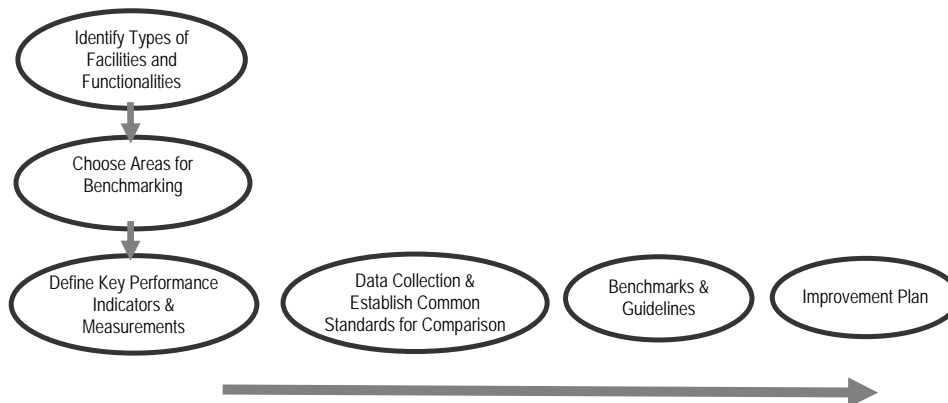 Identify Types of
Facilities and
Functionalities
Choose Areas for
Benchmarking
Define Key Performance
Indicators &
Measurements
Data Collection &
Establish Common
Standards for Comparison
Benchmarks &
Guidelines
Improvement Plan